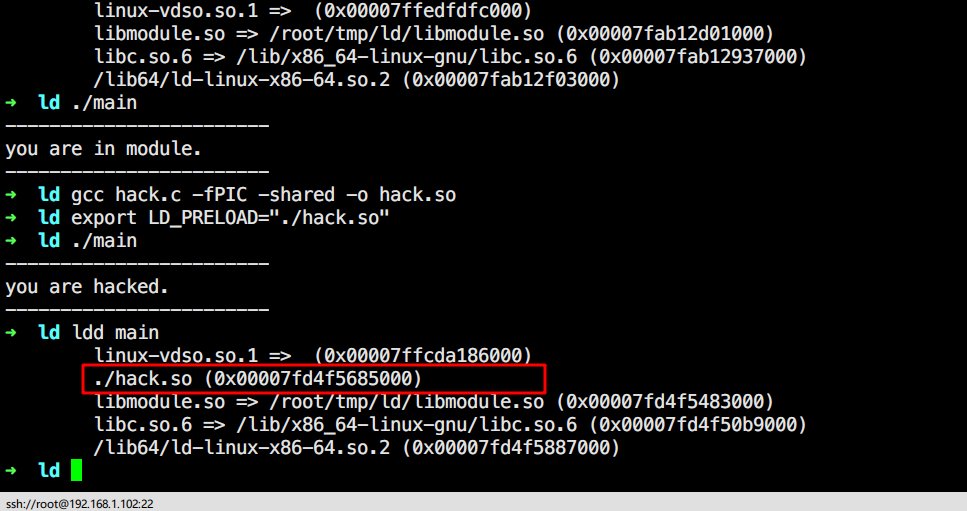 linux-vdso.so.1 =>  (0x00007ffedfdfc000)
libmodule.so => /root/tmp/ld/libmodule.so (0x00007fab12d01000)
libc.so.6 => /lib/x86_64-linux-gnu/libc.so.6 (0x00007fab12937000)
/lib64/ld-linux-x86-64.so.2 (0x00007fab12f03000)
➜  ld ./main
------------------------
you are in module.
------------------------
➜  ld gcc hack.c -fPIC -shared -o hack.so
➜  ld export LD_PRELOAD="./hack.so"
➜  ld ./main
------------------------
you are hacked.
------------------------
➜  ld ldd main
linux-vdso.so.1 =>  (0x00007ffcda186000)
./hack.so (0x00007fd4f5685000)
libmodule.so => /root/tmp/ld/libmodule.so (0x00007fd4f5483000)
libc.so.6 => /lib/x86_64-linux-gnu/libc.so.6 (0x00007fd4f50b9000)
/lib64/ld-linux-x86-64.so.2 (0x00007fd4f5887000)
➜  ld
ssh://root@192.168.1.102:22